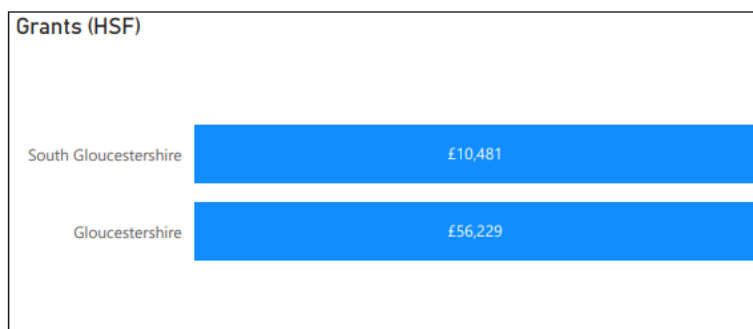 Grants (HSF)
South Gloucestershire
£10,481
Gloucestershire
£56,229